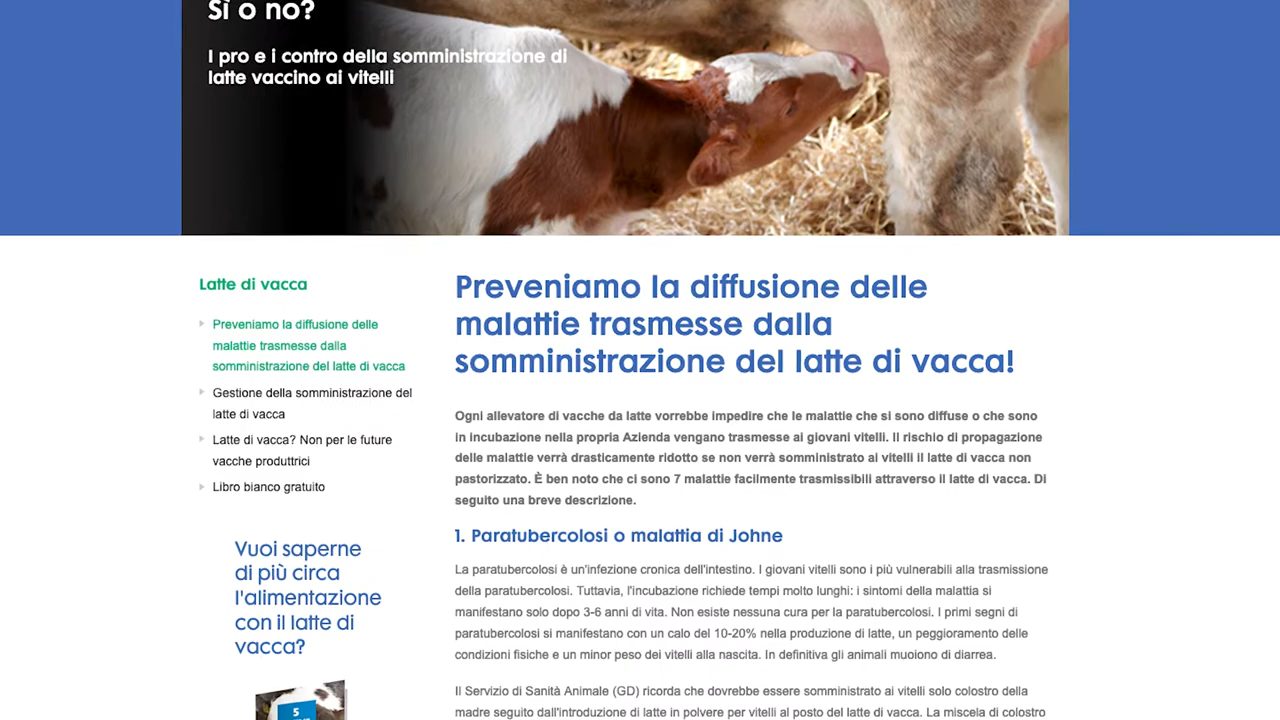 Sì o no?
I pro e i contro della somministrazione di
latte vaccino ai vitelli
Latte di vacca
Preveniamo la diffusione delle
malattie trasmesse dalla
somministrazione del latte di vacca
Gestione della somministrazione del
latte di vacca
Latte di vacca? Non per le future
vacche produttrici
Libro bianco gratuito
Vuoi saperne
di più circa
l'alimentazione
con il latte di
vacca?
5
Preveniamo la diffusione delle
malattie trasmesse dalla
somministrazione del latte di vacca!
Ogni allevatore di vacche da latte vorrebbe impedire che le malattie che si sono diffuse o che sono
in incubazione nella propria Azienda vengano trasmesse ai giovani vitelli. Il rischio di propagazione
delle malattie verrà drasticamente ridotto se non verrà somministrato ai vitelli il latte di vacca non
pastorizzato. È ben noto che ci sono 7 malattie facilmente trasmissibili attraverso il latte di vacca. Di
seguito una breve descrizione.
1. Paratubercolosi o malattia di Johne
La paratubercolosi è un'infezione cronica dell'intestino. I giovani vitelli sono i più vulnerabili alla trasmissione
della paratubercolosi. Tuttavia, l'incubazione richiede tempi molto lunghi: i sintomi della malattia si
manifestano solo dopo 3-6 anni di vita. Non esiste nessuna cura per la paratubercolosi. I primi segni di
paratubercolosi si manifestano con un calo del 10-20% nella produzione di latte, un peggioramento delle
condizioni fisiche e un minor peso dei vitelli alla nascita. In definitiva gli animali muoiono di diarrea.
Il Servizio di Sanità Animale (GD) ricorda che dovrebbe essere somministrato ai vitelli solo colostro della
madre seguito dall'introduzione di latte in polvere per vitelli al posto del latte di vacca. La miscela di colostro